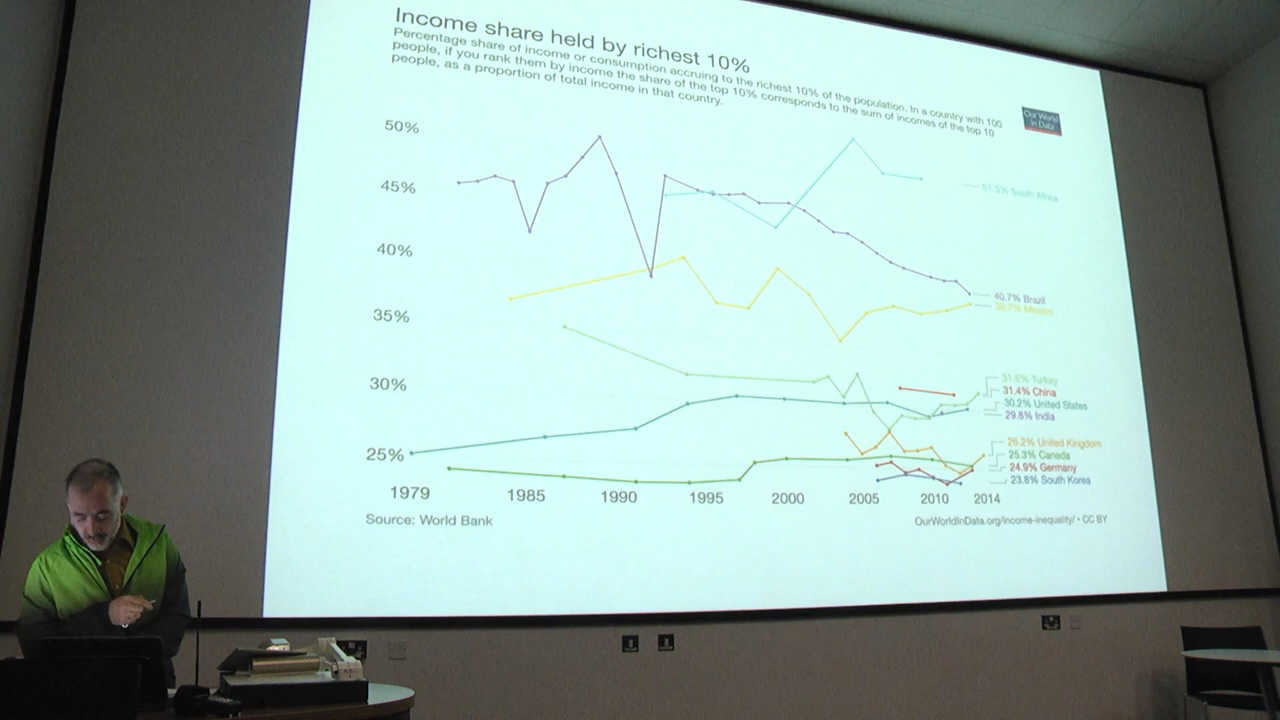 Income share held by richest 10%
Percentage share of income or consumption accruing to the richest 10% of the population. In a country with 100
people, if you rank them by income the share of the top 10% corresponds to the sum of incomes of the top 10
people, as a proportion of total income in that country.
Our World
in Data
50%
45%
40%
35%
30%
25%
51.3% South Africa
40.7% Brazil
39.7% Mexico
31.6% Turkey
31.4% China
30.2% United States
29.8% India
26.2% United Kingdom
25.3% Canada
24.9% Germany
23.8% South Korea
1979 1985 1990 1995 2000 2005 2010 2014
Source: World Bank
OurWorldInData.org/income-inequality/ • CC BY